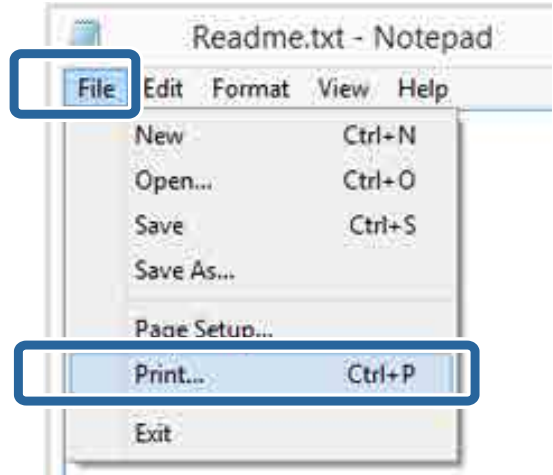 Readme.txt - Notepad
File Edit Format View Help
New Ctrl+N
Open... Ctrl+O
Save Ctrl+S
Save As...
Page Setup...
Print... Ctrl+P
Exit